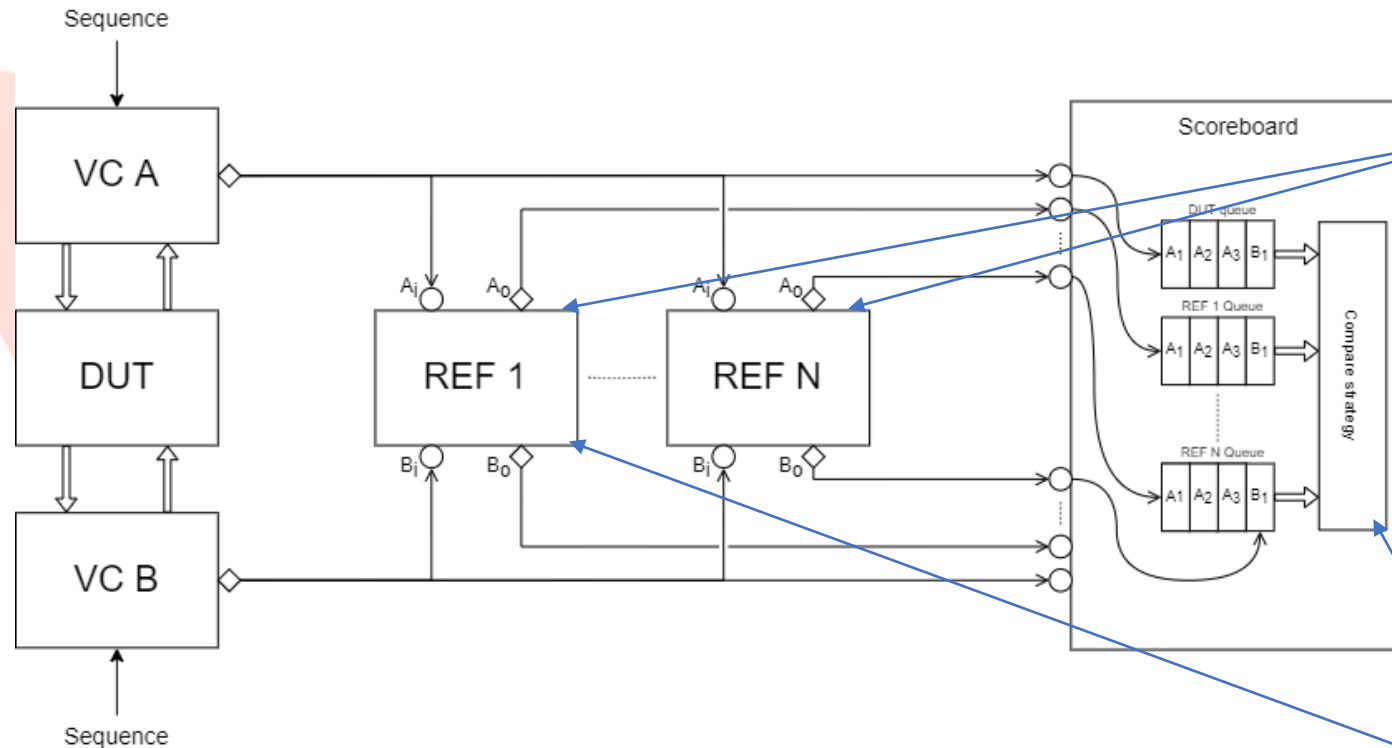 Sequence
VC A
Scoreboard
DUT queue
A1 A2 A3 B1
Ai Ao Ai Ao
REF 1 Queue
DUT REF 1 REF N
A1 A2 A3 B1
Compare strategy
REF N Queue
Bi Bo Bi Bo
A1 A2 A3 B1
VC B
Sequence